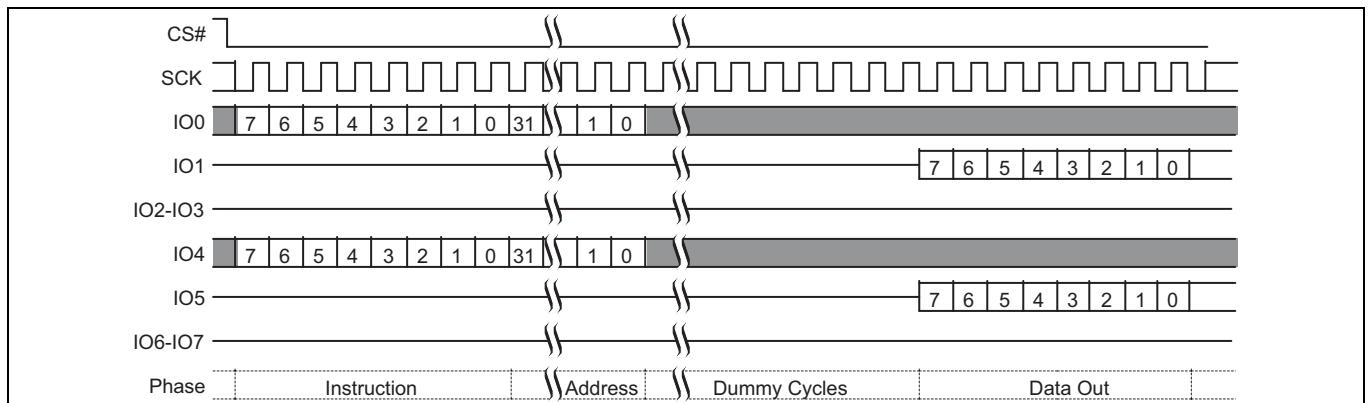 CS#
SCK
IO0 7 6 5 4 3 2 1 0 31 1 0
IO1 7 6 5 4 3 2 1 0
IO2-IO3
IO4 7 6 5 4 3 2 1 0 31 1 0
IO5 7 6 5 4 3 2 1 0
IO6-IO7
Phase Instruction Address Dummy Cycles Data Out